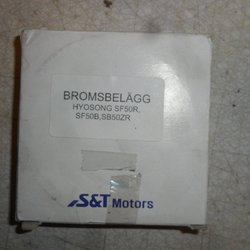 BROMSBELÄGG
HYOSONG SF50R,
SF50B,SB50ZR
S&T Motors